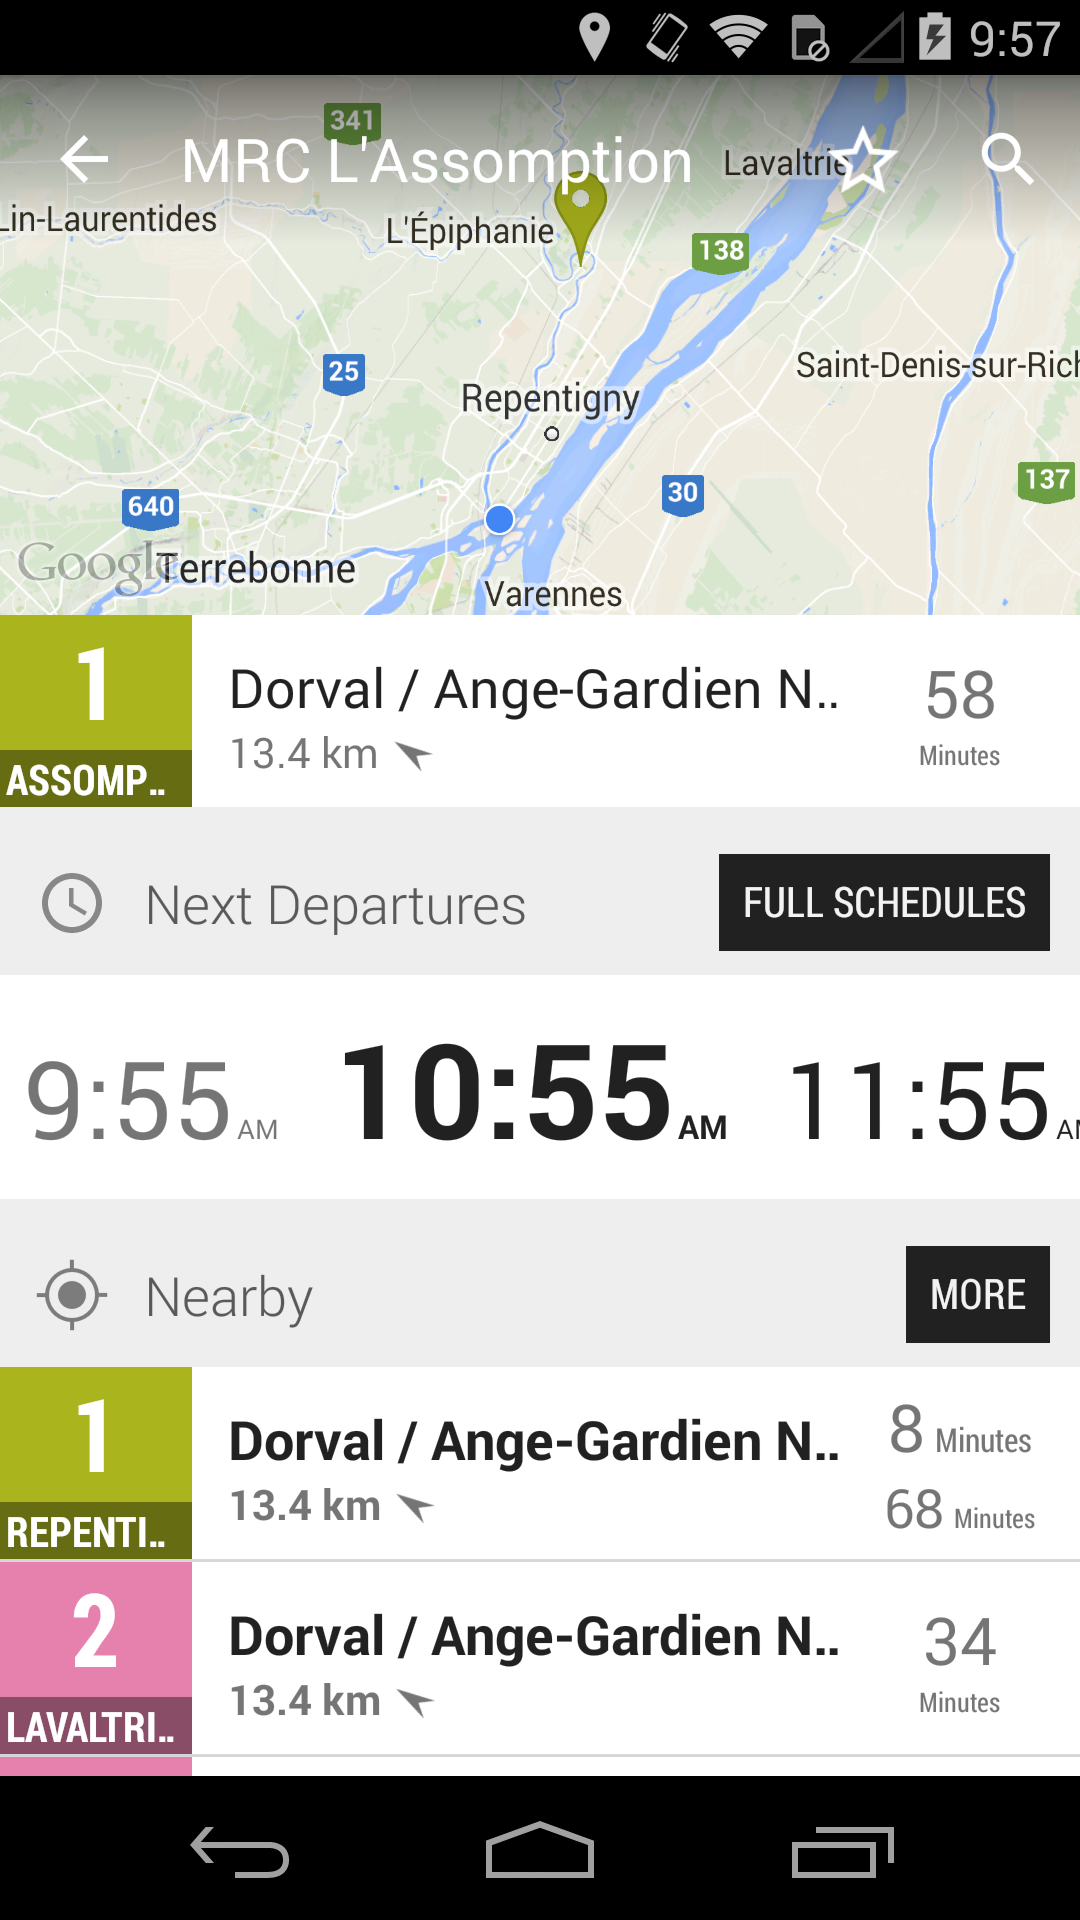 9:57
341
MRC L'Assomption
Lavaltrie
Lin-Laurentides
L'Épiphanie
138
25
Saint-Denis-sur-Rich
Repentigny
137
30
640
Google
Terrebonne
Varennes
1
ASSOMP..
Dorval / Ange-Gardien N..
13.4 km
58
Minutes
Next Departures
FULL SCHEDULES
9:55 AM
10:55 AM
11:55 AM
Nearby
MORE
1
REPENTI..
Dorval / Ange-Gardien N..
13.4 km
8 Minutes
68 Minutes
2
LAVALTRI..
Dorval / Ange-Gardien N..
13.4 km
34
Minutes